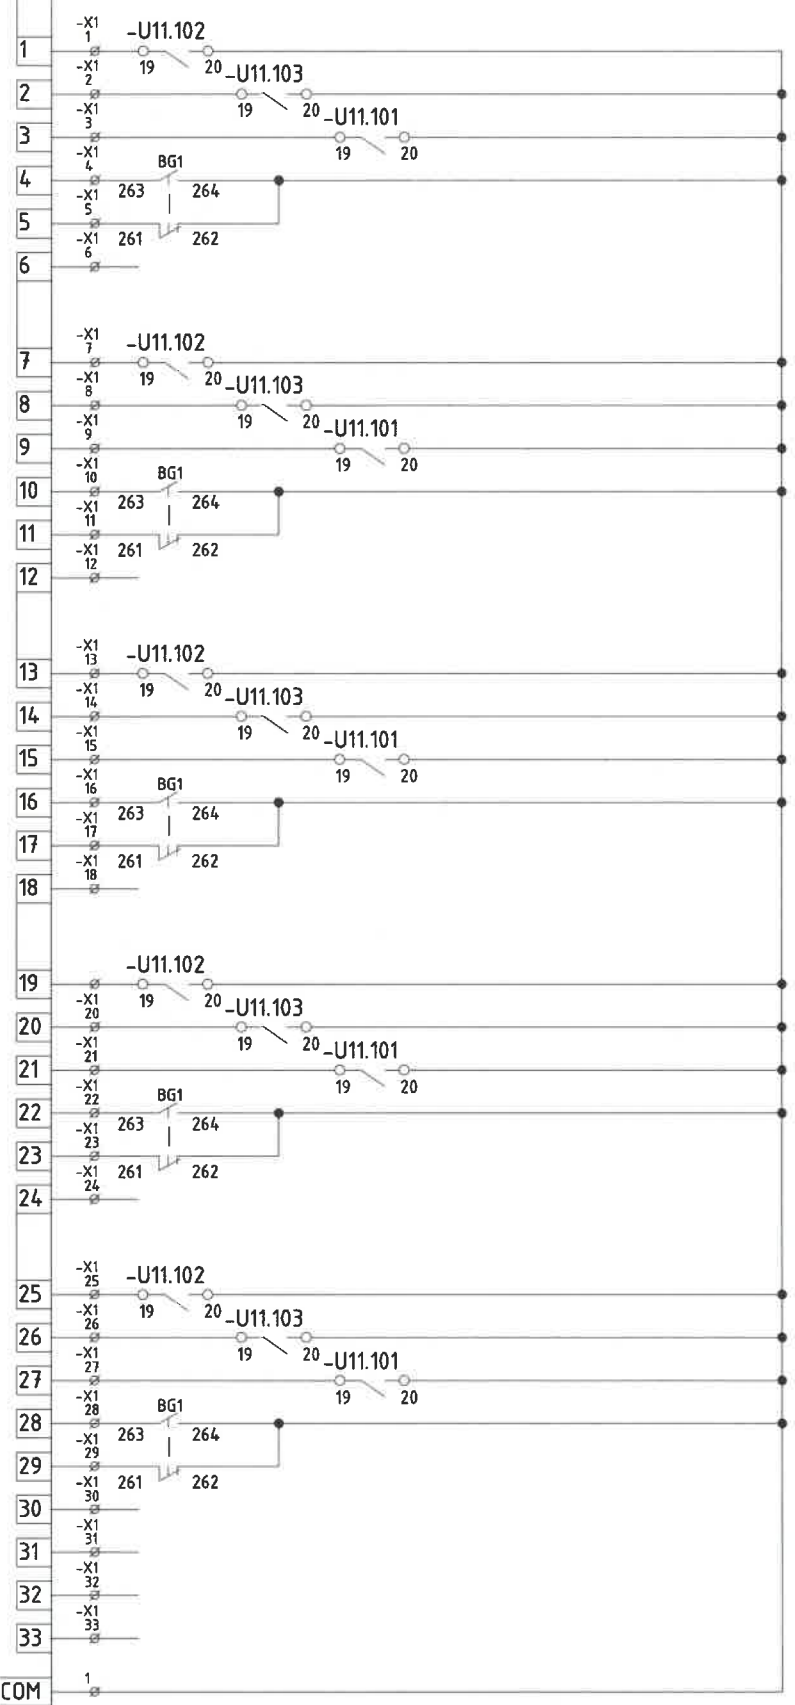 -X1
1 -U11.102
1
19 20
-X1
2 -U11.103
2
19 20
-X1
3 -U11.101
3
19 20
-X1
4 BG1
4
263 264
-X1
5
5
261 262
-X1
6
6
-X1
7 -U11.102
7
19 20
-X1
8 -U11.103
8
19 20
-X1
9 -U11.101
9
19 20
-X1
10 BG1
10
263 264
-X1
11
11
261 262
-X1
12
12
-X1
13 -U11.102
13
19 20
-X1
14 -U11.103
14
19 20
-X1
15 -U11.101
15
19 20
-X1
16 BG1
16
263 264
-X1
17
17
261 262
-X1
18
18
-U11.102
19
19 20
-X1
20 -U11.103
20
19 20
-X1
21 -U11.101
21
19 20
-X1
22 BG1
22
263 264
-X1
23
23
261 262
-X1
24
24
-X1
25 -U11.102
25
19 20
-X1
26 -U11.103
26
19 20
-X1
27 -U11.101
27
19 20
-X1
28 BG1
28
263 264
-X1
29
29
261 262
-X1
30
30
-X1
31
31
-X1
32
32
-X1
33
33
1
COM